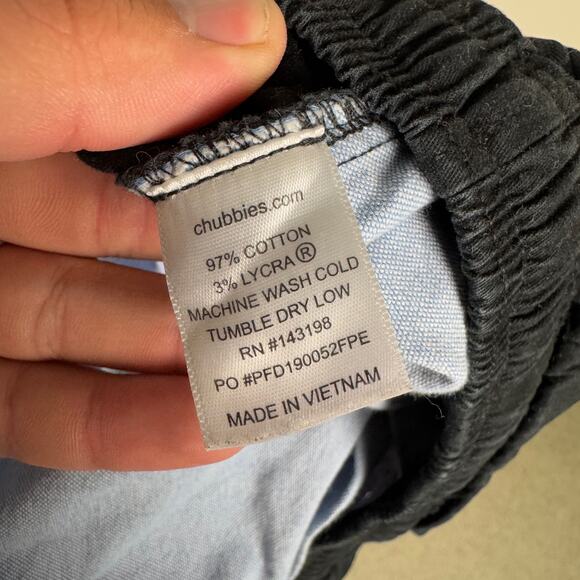 chubbies.com
97% COTTON
3% LYCRA®
MACHINE WASH COLD
TUMBLE DRY LOW
RN #143198
PO #PFD190052FPE
MADE IN VIETNAM